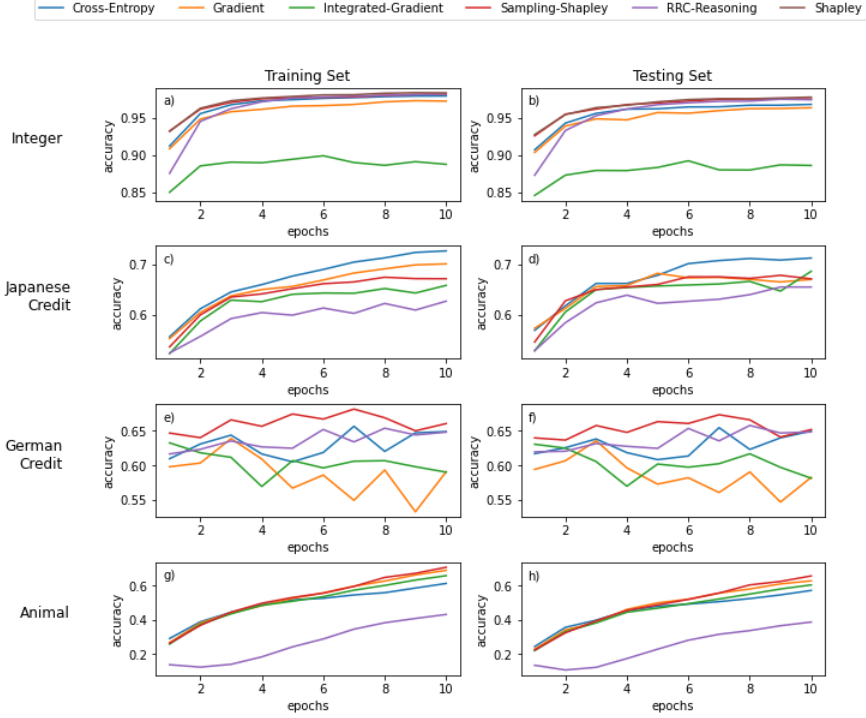 Cross-Entropy Gradient Integrated-Gradient Sampling-Shapley RRC-Reasoning Shapley
Training Set Testing Set
Integer
a)
accuracy
0.95
0.90
0.85
2 4 6 8 10
epochs
b)
accuracy
0.95
0.90
0.85
2 4 6 8 10
epochs
Japanese
Credit
c)
accuracy
0.7
0.6
2 4 6 8 10
epochs
d)
accuracy
0.7
0.6
2 4 6 8 10
epochs
German
Credit
e)
accuracy
0.65
0.60
0.55
2 4 6 8 10
epochs
f)
accuracy
0.65
0.60
0.55
2 4 6 8 10
epochs
Animal
g)
accuracy
0.6
0.4
0.2
2 4 6 8 10
epochs
h)
accuracy
0.6
0.4
0.2
2 4 6 8 10
epochs